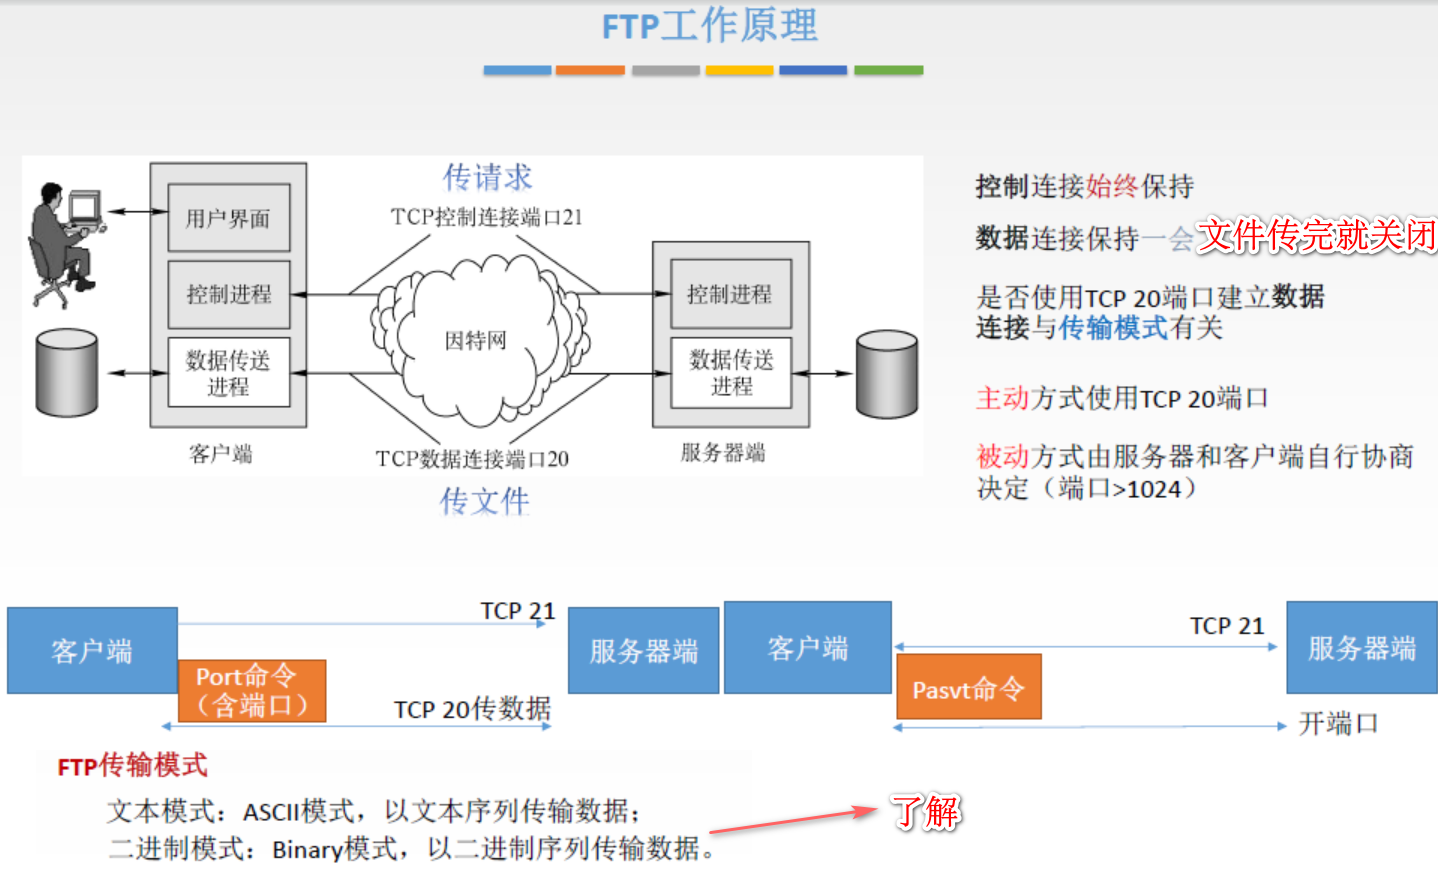 FTP工作原理
传请求
TCP控制连接端口21
用户界面
控制进程
数据传送
进程
客户端
因特网
控制进程
数据传送
进程
服务器端
TCP数据连接端口20
传文件
控制连接始终保持
数据连接保持一会 文件传完就关闭
是否使用TCP 20端口建立数据
连接与传输模式有关
主动方式使用TCP 20端口
被动方式由服务器和客户端自行协商
决定（端口>1024）
客户端
TCP 21
Port命令
（含端口）
TCP 20传数据
服务器端
客户端
TCP 21
Pasvt命令
服务器端
开端口
FTP传输模式
文本模式：ASCII模式，以文本序列传输数据；
二进制模式：Binary模式，以二进制序列传输数据。
了解